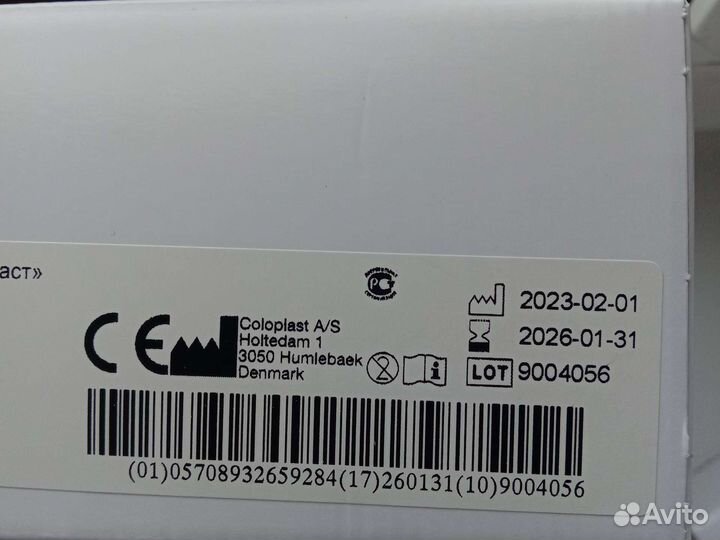 аст»
2023-02-01
2026-01-31
LOT 9004056
CE
Coloplast A/S
Holtedam 1
3050 Humlebaek
Denmark
(01)05708932659284(17)260131(10)9004056
Avito